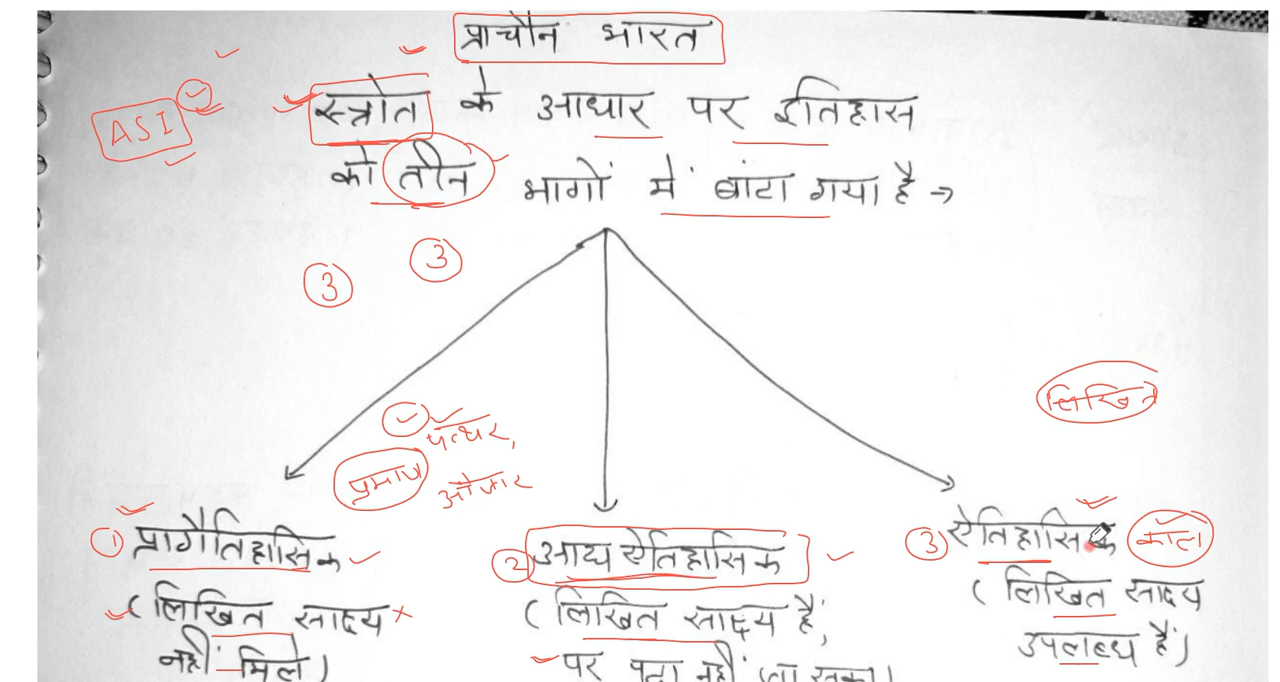 प्राचीन भारत
ASI
स्त्रोत के आधार पर इतिहास
को तीन भागों में बांटा गया है →
3
3
लिखित
पत्थर,
प्रमाण
औजार
① प्रागैतिहासिक
(लिखित साक्ष्य ×
नहीं मिले)
② आद्य ऐतिहासिक
(लिखित साक्ष्य हैं,
पर पढ़ा नहीं जा सका)
③ ऐतिहासिक काल
(लिखित साक्ष्य
उपलब्ध हैं)